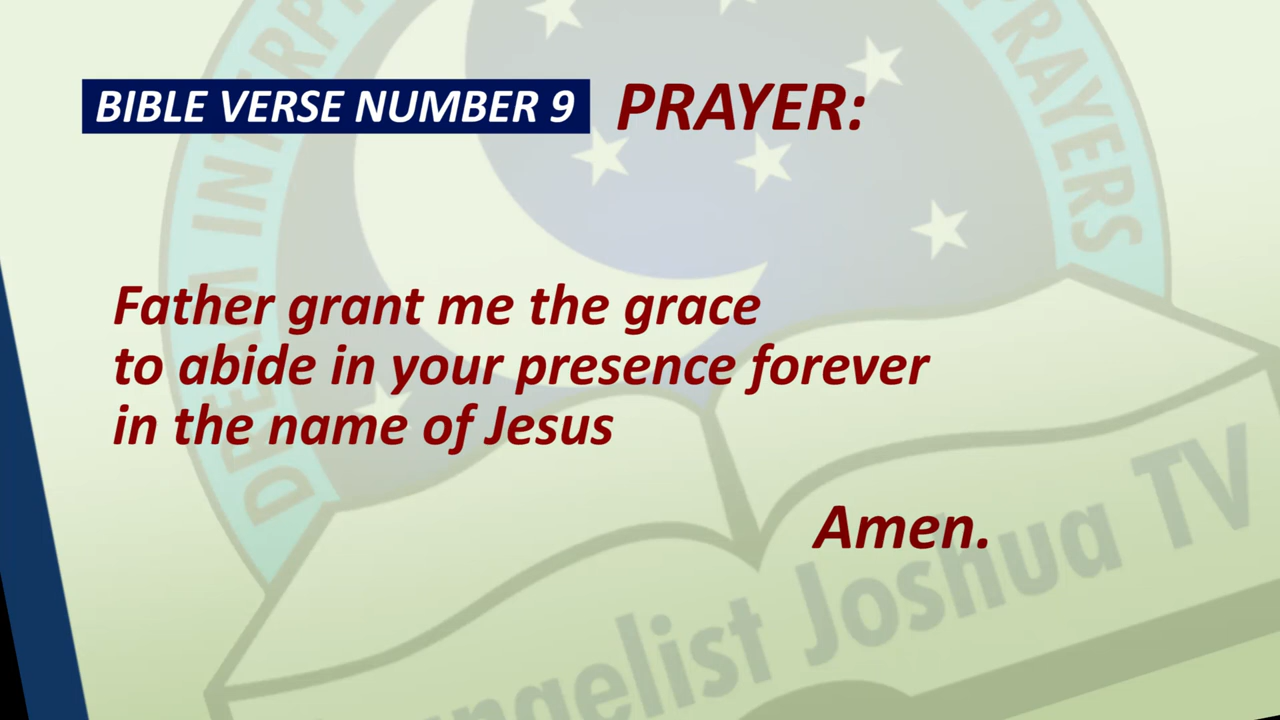 BIBLE VERSE NUMBER 9 PRAYER:
Father grant me the grace
to abide in your presence forever
in the name of Jesus
Amen.
PRAYERS
Joshua TV